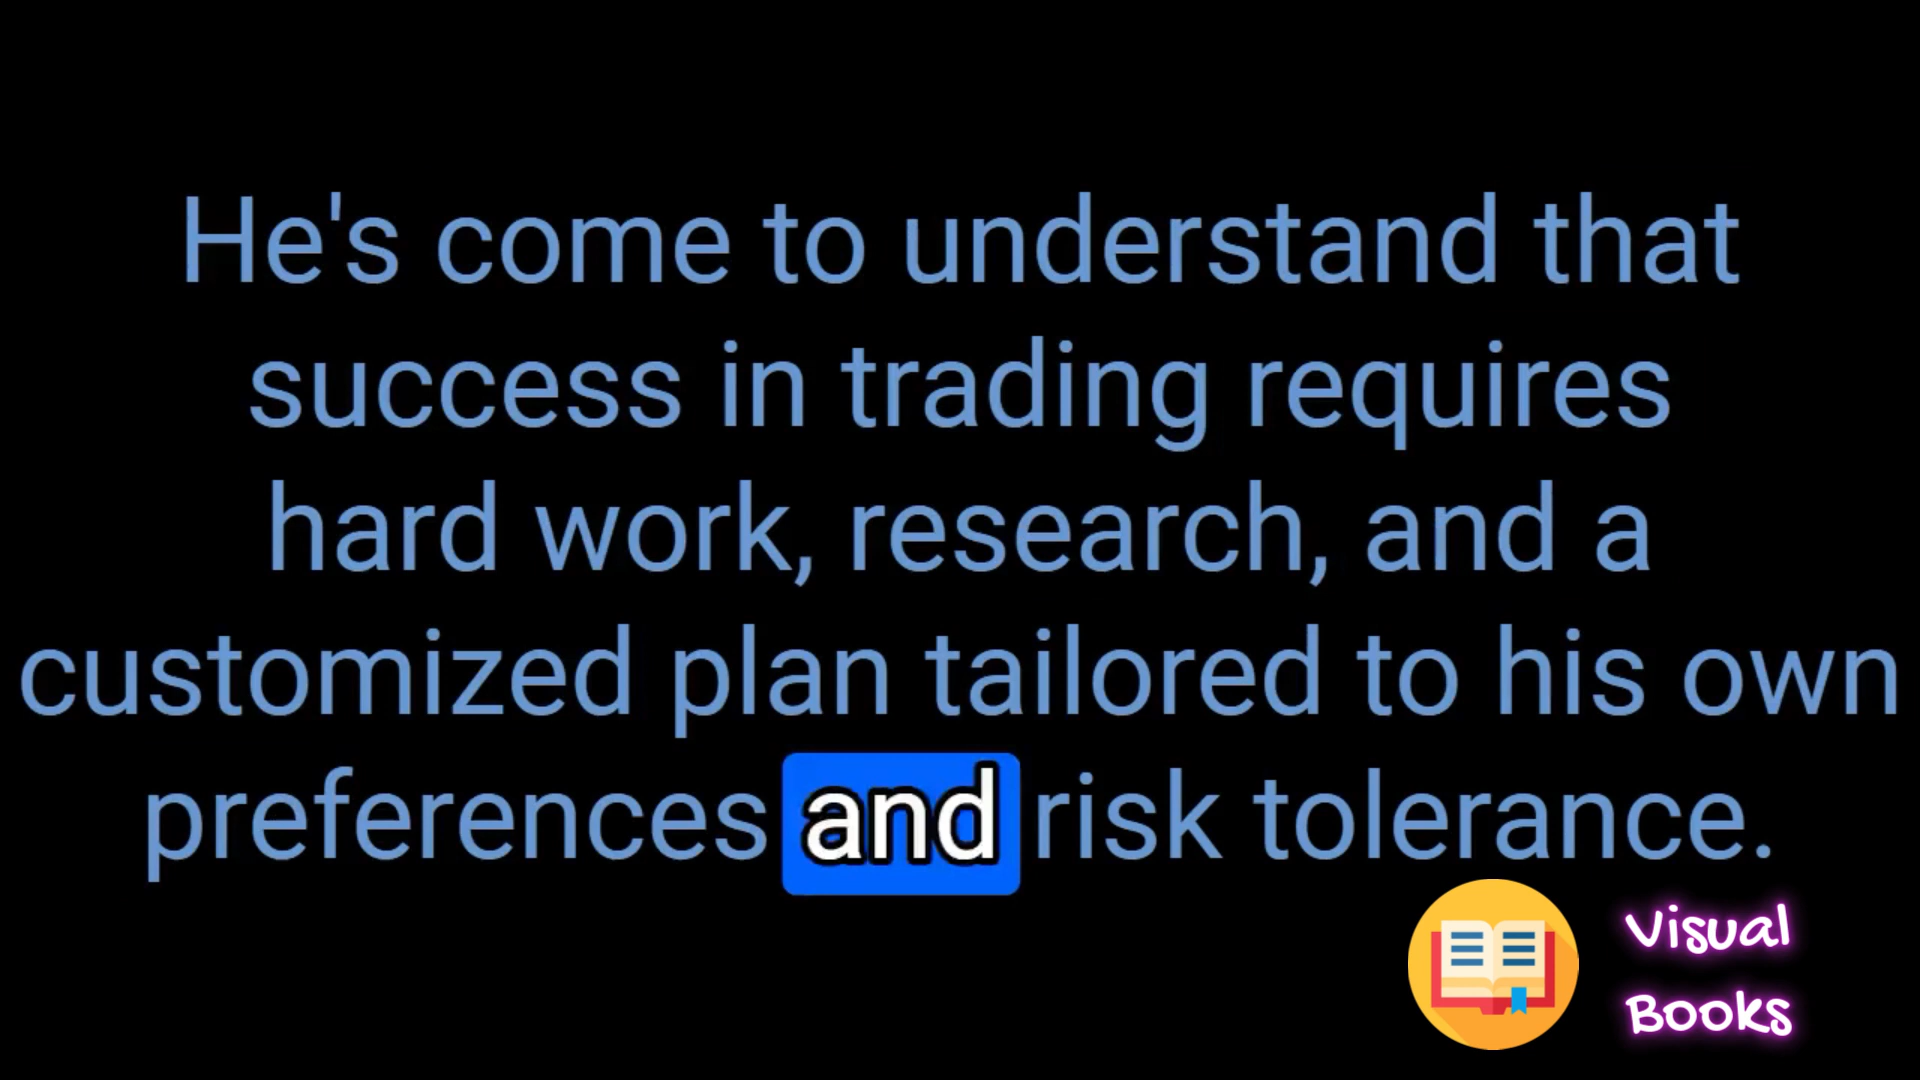 He's come to understand that
success in trading requires
hard work, research, and a
customized plan tailored to his own
preferences and risk tolerance.
Visual
Books